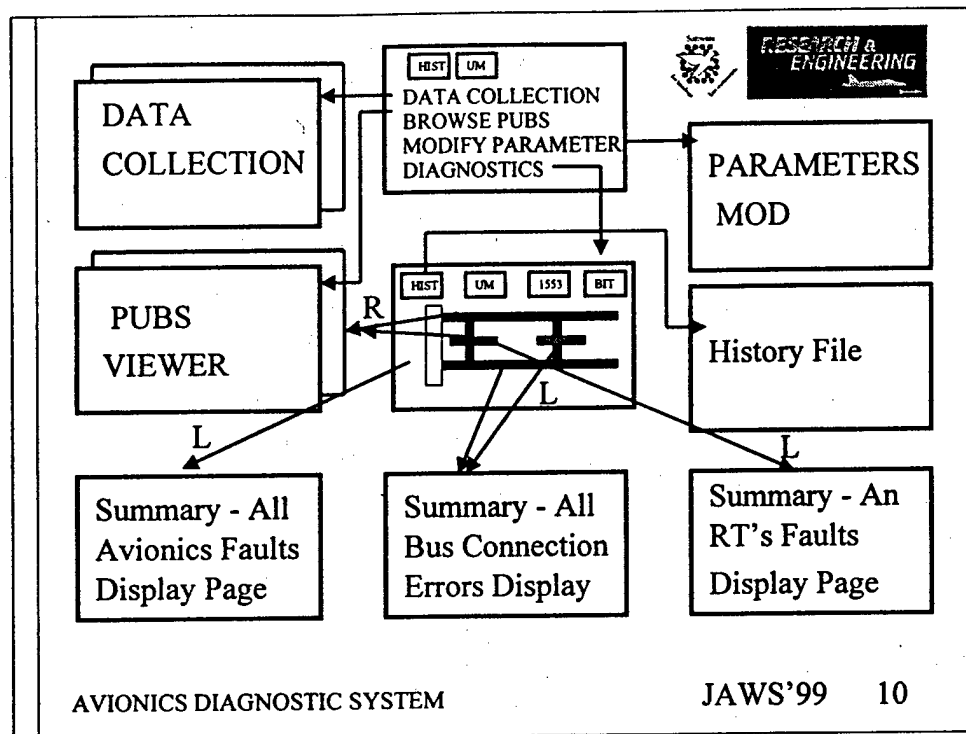 HIST UM
RESEARCH &
ENGINEERING
DATA COLLECTION
BROWSE PUBS
MODIFY PARAMETER
DIAGNOSTICS
DATA
COLLECTION
PARAMETERS
MOD
HIST UM 1553 BIT
PUBS
VIEWER
R
History File
L
L
L
Summary - All
Avionics Faults
Display Page
Summary - All
Bus Connection
Errors Display
Summary - An
RT's Faults
Display Page
AVIONICS DIAGNOSTIC SYSTEM
JAWS'99 10